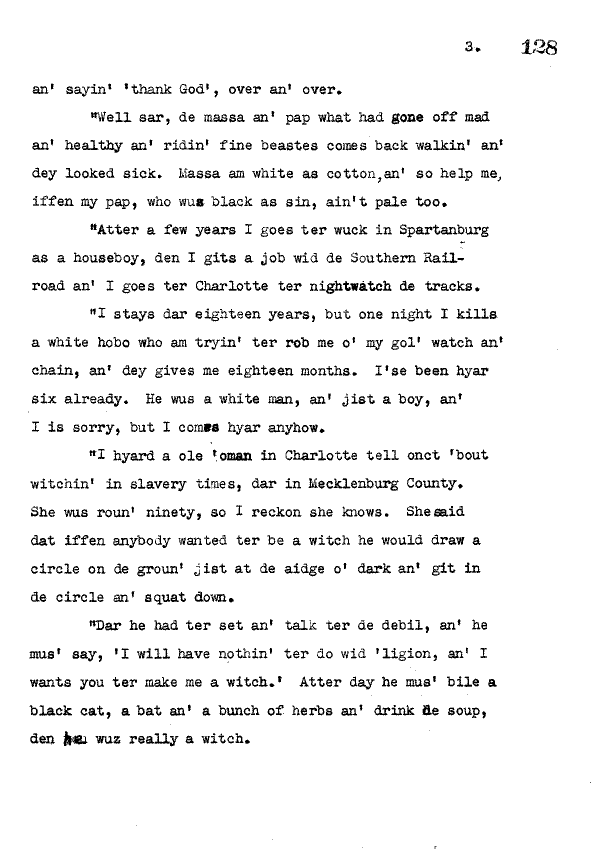 3. 128
an' sayin' 'thank God', over an' over.
"Well sar, de massa an' pap what had gone off mad
an' healthy an' ridin' fine beastes comes back walkin' an'
dey looked sick. Massa am white as cotton,an' so help me,
iffen my pap, who wus black as sin, ain't pale too.
"Atter a few years I goes ter wuck in Spartanburg
as a houseboy, den I gits a job wid de Southern Rail-
road an' I goes ter Charlotte ter nightwatch de tracks.
"I stays dar eighteen years, but one night I kills
a white hobo who am tryin' ter rob me o' my gol' watch an'
chain, an' dey gives me eighteen months. I'se been hyar
six already. He wus a white man, an' jist a boy, an'
I is sorry, but I comes hyar anyhow.
"I hyard a ole 'oman in Charlotte tell onct 'bout
witchin' in slavery times, dar in Mecklenburg County.
She wus roun' ninety, so I reckon she knows. She said
dat iffen anybody wanted ter be a witch he would draw a
circle on de groun' jist at de aidge o' dark an' git in
de circle an' squat down.
"Dar he had ter set an' talk ter de debil, an' he
mus' say, 'I will have nothin' ter do wid 'ligion, an' I
wants you ter make me a witch.' Atter day he mus' bile a
black cat, a bat an' a bunch of herbs an' drink de soup,
den he wuz really a witch.